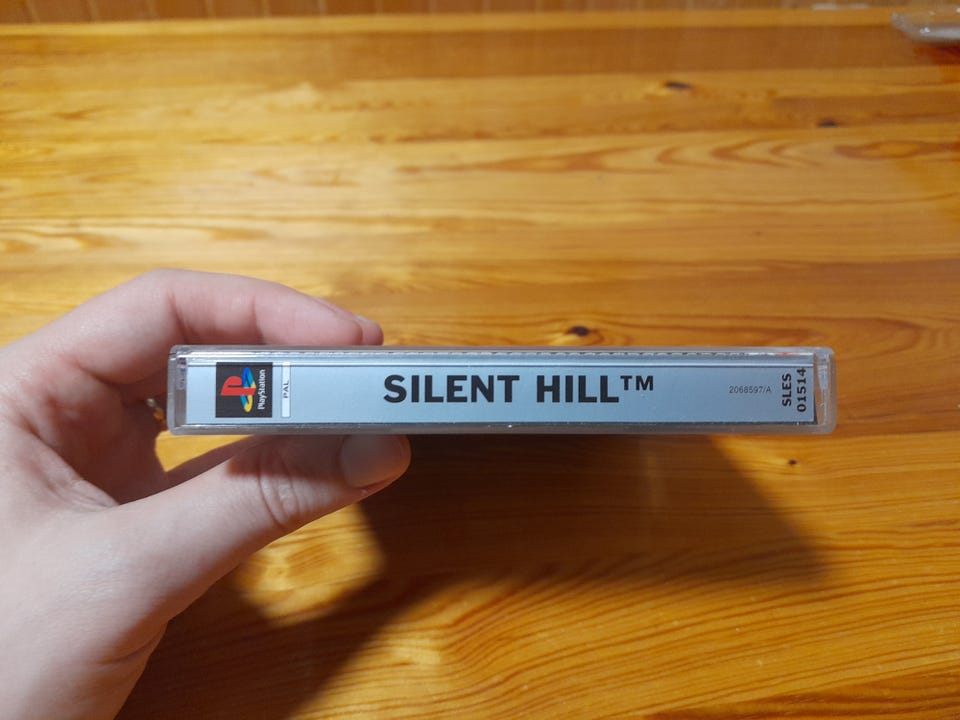 PlayStation
PAL
SILENT HILL™
2068597/A
SLES
01514